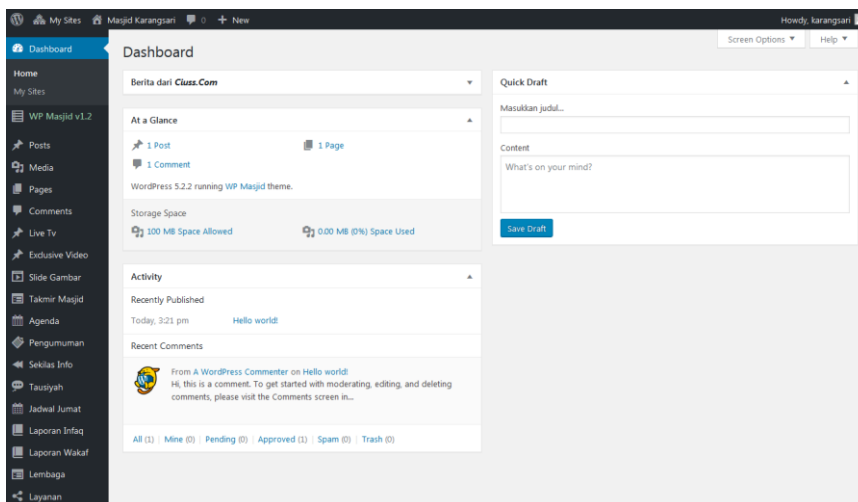 My Sites Masjid Karangsari 0 + New Howdy, karangsari
Screen Options ▼ Help ▼
Dashboard
Home
My Sites
WP Masjid v1.2
Posts
Media
Pages
Comments
Live Tv
Exclusive Video
Slide Gambar
Takmir Masjid
Agenda
Pengumuman
Sekilas Info
Tausiyah
Jadwal Jumat
Laporan Infaq
Laporan Wakaf
Lembaga
Layanan
Dashboard
Berita dari Ciuss.Com
At a Glance
1 Post 1 Page
1 Comment
WordPress 5.2.2 running WP Masjid theme.
Storage Space
100 MB Space Allowed 0.00 MB (0%) Space Used
Activity
Recently Published
Today, 3:21 pm Hello world!
Recent Comments
From A WordPress Commenter on Hello world!
Hi, this is a comment. To get started with moderating, editing, and deleting
comments, please visit the Comments screen in...
All (1) | Mine (0) | Pending (0) | Approved (1) | Spam (0) | Trash (0)
Quick Draft
Masukkan judul...
Content
What's on your mind?
Save Draft